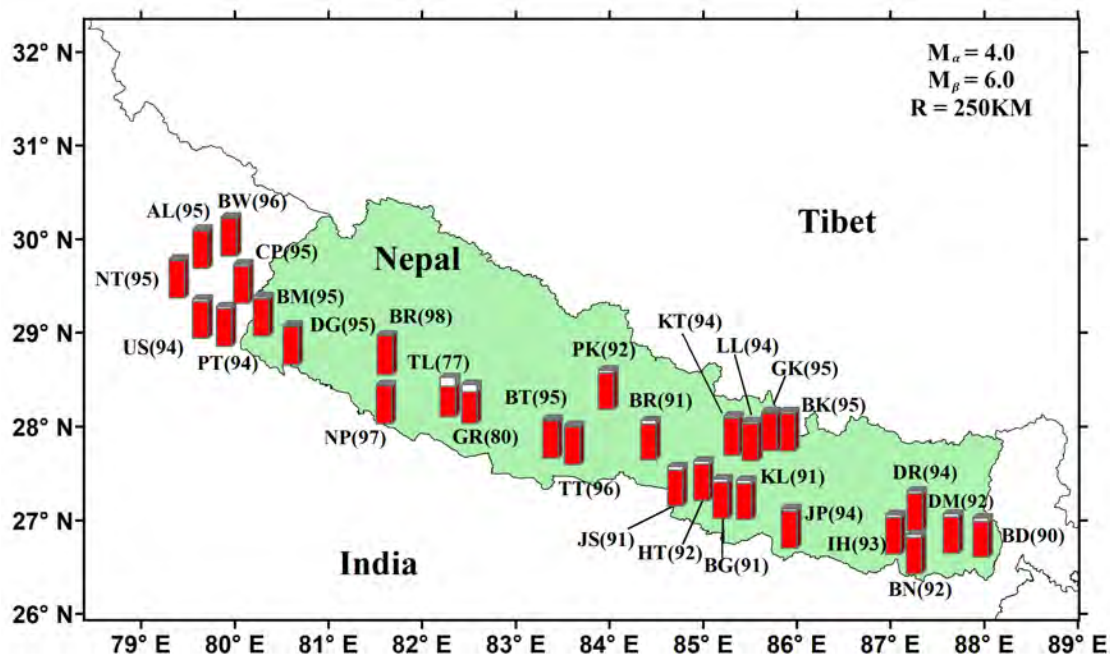 32° N
31° N
30° N
29° N
28° N
27° N
26° N
M α = 4.0
M β = 6.0
R = 250KM
Tibet
Nepal
India
AL(95)
BW(96)
CP(95)
NT(95)
BM(95)
US(94)
PT(94)
DG(95)
BR(98)
TL(77)
NP(97)
GR(80)
BT(95)
TT(96)
PK(92)
BR(91)
KT(94)
LL(94)
GK(95)
BK(95)
KL(91)
JS(91)
HT(92)
BG(91)
JP(94)
DR(94)
DM(92)
IH(93)
BD(90)
BN(92)
79 E 80 E 81 E 82 E 83 E 84 E 85 E 86 E 87 E 88 E 89 E